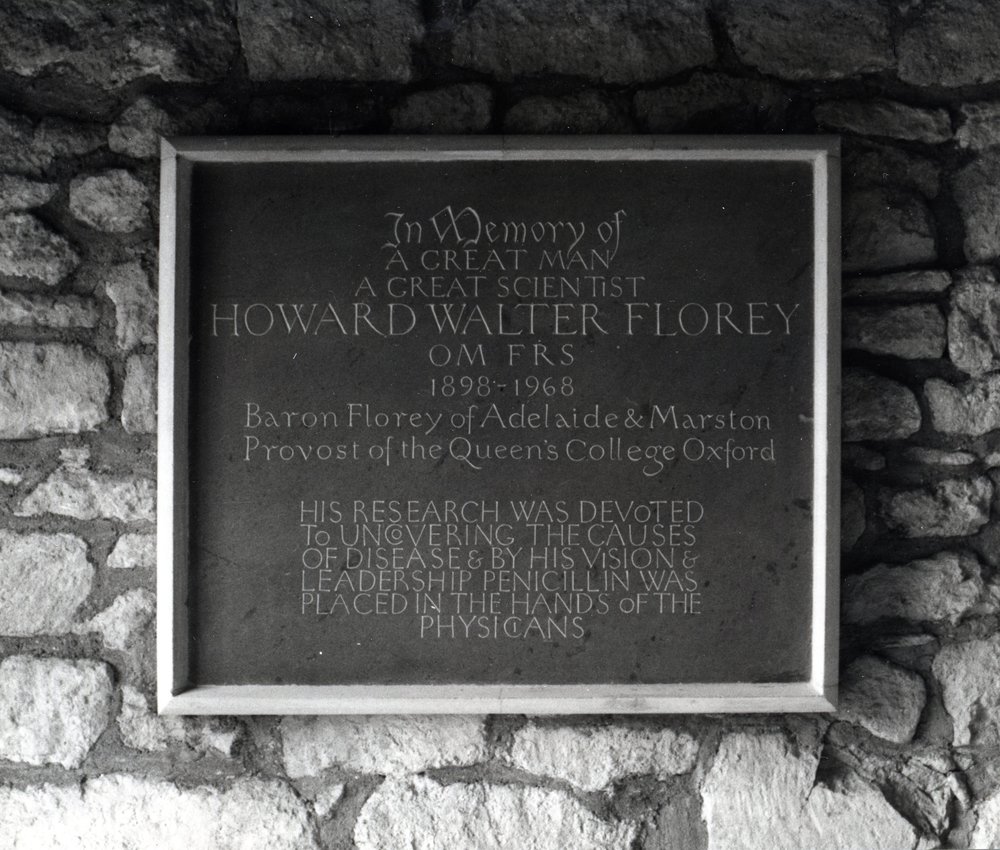 In Memory of
A GREAT MAN
A GREAT SCIENTIST
HOWARD WALTER FLOREY
OM FRS
1898-1968
Baron Florey of Adelaide & Marston
Provost of the Queen's College Oxford
HIS RESEARCH WAS DEVOTED
TO UNCOVERING THE CAUSES
OF DISEASE & BY HIS VISION &
LEADERSHIP PENICILLIN WAS
PLACED IN THE HANDS OF THE
PHYSICIANS